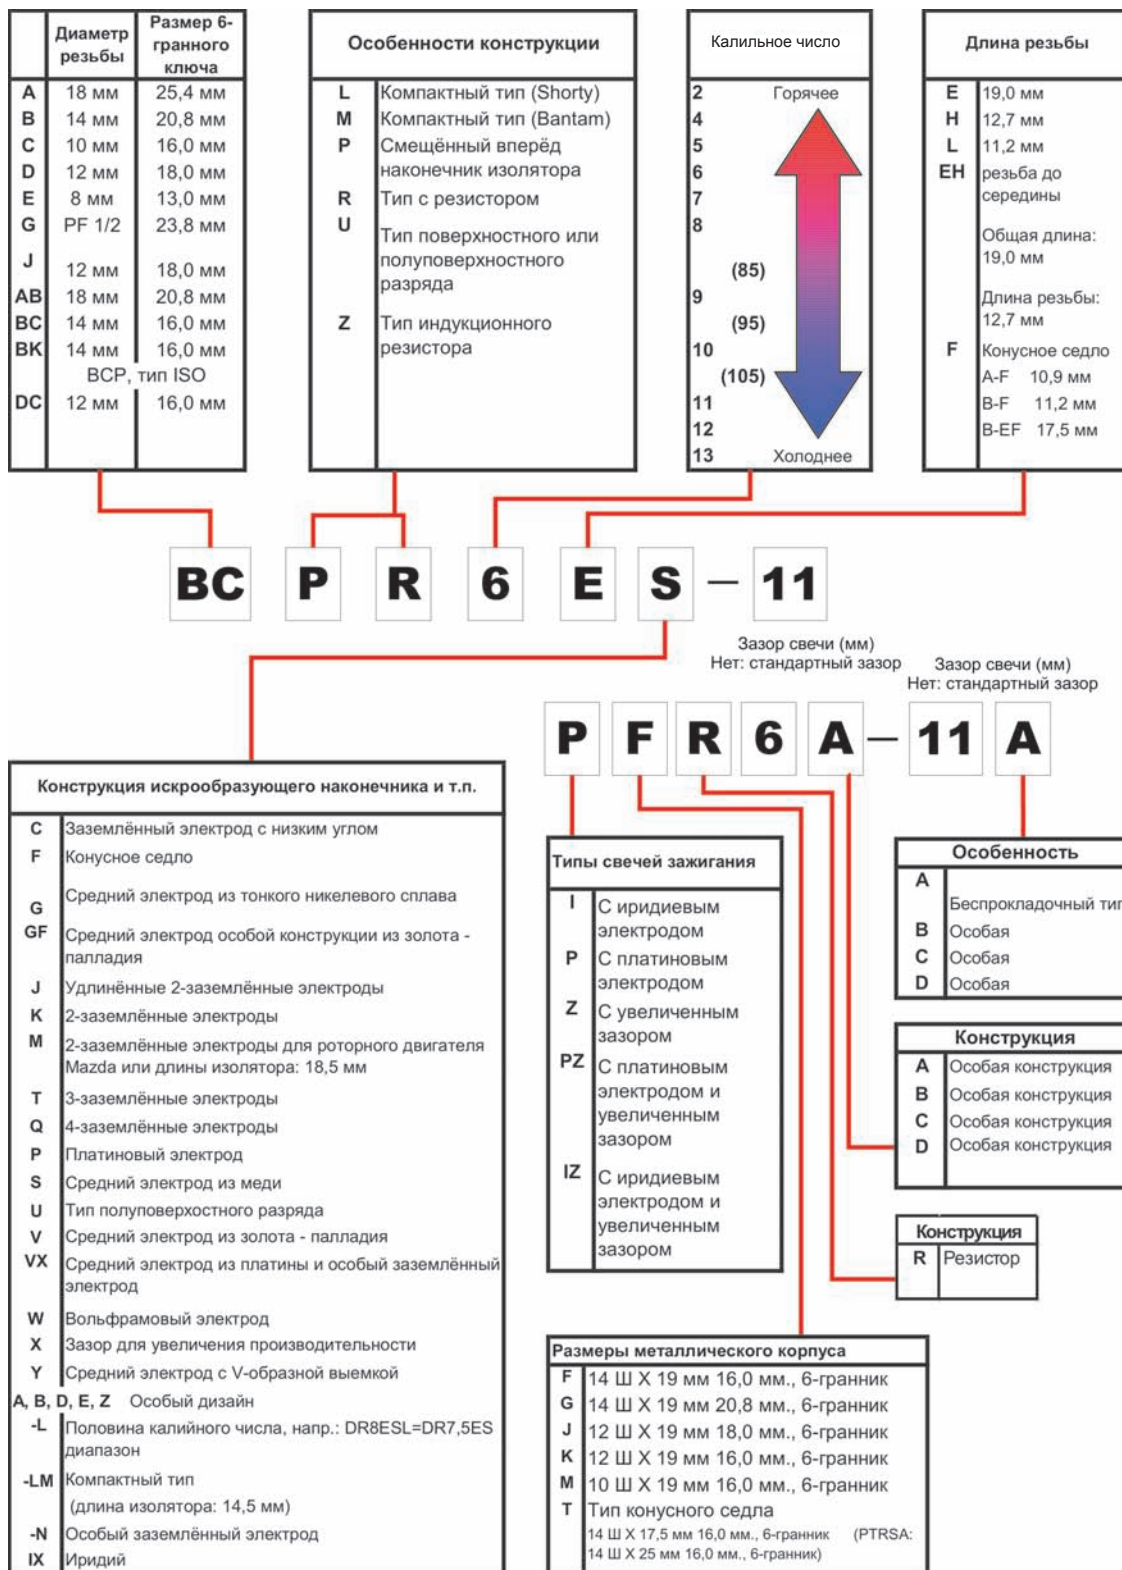 Диаметр резьбы
Размер 6-гранного ключа
A 18 мм 25,4 мм
B 14 мм 20,8 мм
C 10 мм 16,0 мм
D 12 мм 18,0 мм
E 8 мм 13,0 мм
G PF 1/2 23,8 мм
J 12 мм 18,0 мм
AB 18 мм 20,8 мм
BC 14 мм 16,0 мм
BK 14 мм 16,0 мм
BCP, тип ISO
DC 12 мм 16,0 мм
Особенности конструкции
L Компактный тип (Shorty)
M Компактный тип (Bantam)
P Смещённый вперёд
наконечник изолятора
R Тип с резистором
U Тип поверхностного или
полуповерхностного
разряда
Z Тип индукционного
резистора
Калильное число
2 Горячее
4
5
6
7
8
(85)
9
(95)
10
(105)
11
12
13 Холоднее
Длина резьбы
E 19,0 мм
H 12,7 мм
L 11,2 мм
EH резьба до
середины
Общая длина:
19,0 мм
Длина резьбы:
12,7 мм
F Конусное седло
A-F 10,9 мм
B-F 11,2 мм
B-EF 17,5 мм
BC P R 6 E S – 11
Зазор свечи (мм)
Нет: стандартный зазор
Зазор свечи (мм)
Нет: стандартный зазор
P F R 6 A – 11 A
Конструкция искрообразующего наконечника и т.п.
C Заземлённый электрод с низким углом
F Конусное седло
G Средний электрод из тонкого никелевого сплава
GF Средний электрод особой конструкции из золота -
палладия
J Удлинённые 2-заземлённые электроды
K 2-заземлённые электроды
M 2-заземлённые электроды для роторного двигателя
Mazda или длины изолятора: 18,5 мм
T 3-заземлённые электроды
Q 4-заземлённые электроды
P Платиновый электрод
S Средний электрод из меди
U Тип полуповерхостного разряда
V Средний электрод из золота - палладия
VX Средний электрод из платины и особый заземлённый
электрод
W Вольфрамовый электрод
X Зазор для увеличения производительности
Y Средний электрод с V-образной выемкой
A, B, D, E, Z Особый дизайн
-L Половина калийного числа, напр.: DR8ESL=DR7,5ES
диапазон
-LM Компактный тип
(длина изолятора: 14,5 мм)
-N Особый заземлённый электрод
IX Иридий
Типы свечей зажигания
I С иридиевым
электродом
P С платиновым
электродом
Z С увеличенным
зазором
PZ С платиновым
электродом и
увеличенным
зазором
IZ С иридиевым
электродом и
увеличенным
зазором
Особенность
A
Беспрокладочный тип
B Особая
C Особая
D Особая
Конструкция
A Особая конструкция
B Особая конструкция
C Особая конструкция
D Особая конструкция
Конструкция
R Резистор
Размеры металлического корпуса
F 14 Ш X 19 мм 16,0 мм., 6-гранник
G 14 Ш X 19 мм 20,8 мм., 6-гранник
J 12 Ш X 19 мм 18,0 мм., 6-гранник
K 12 Ш X 19 мм 16,0 мм., 6-гранник
M 10 Ш X 19 мм 16,0 мм., 6-гранник
T Тип конусного седла
14 Ш X 17,5 мм 16,0 мм., 6-гранник (PTRSA:
14 Ш X 25 мм 16,0 мм., 6-гранник)